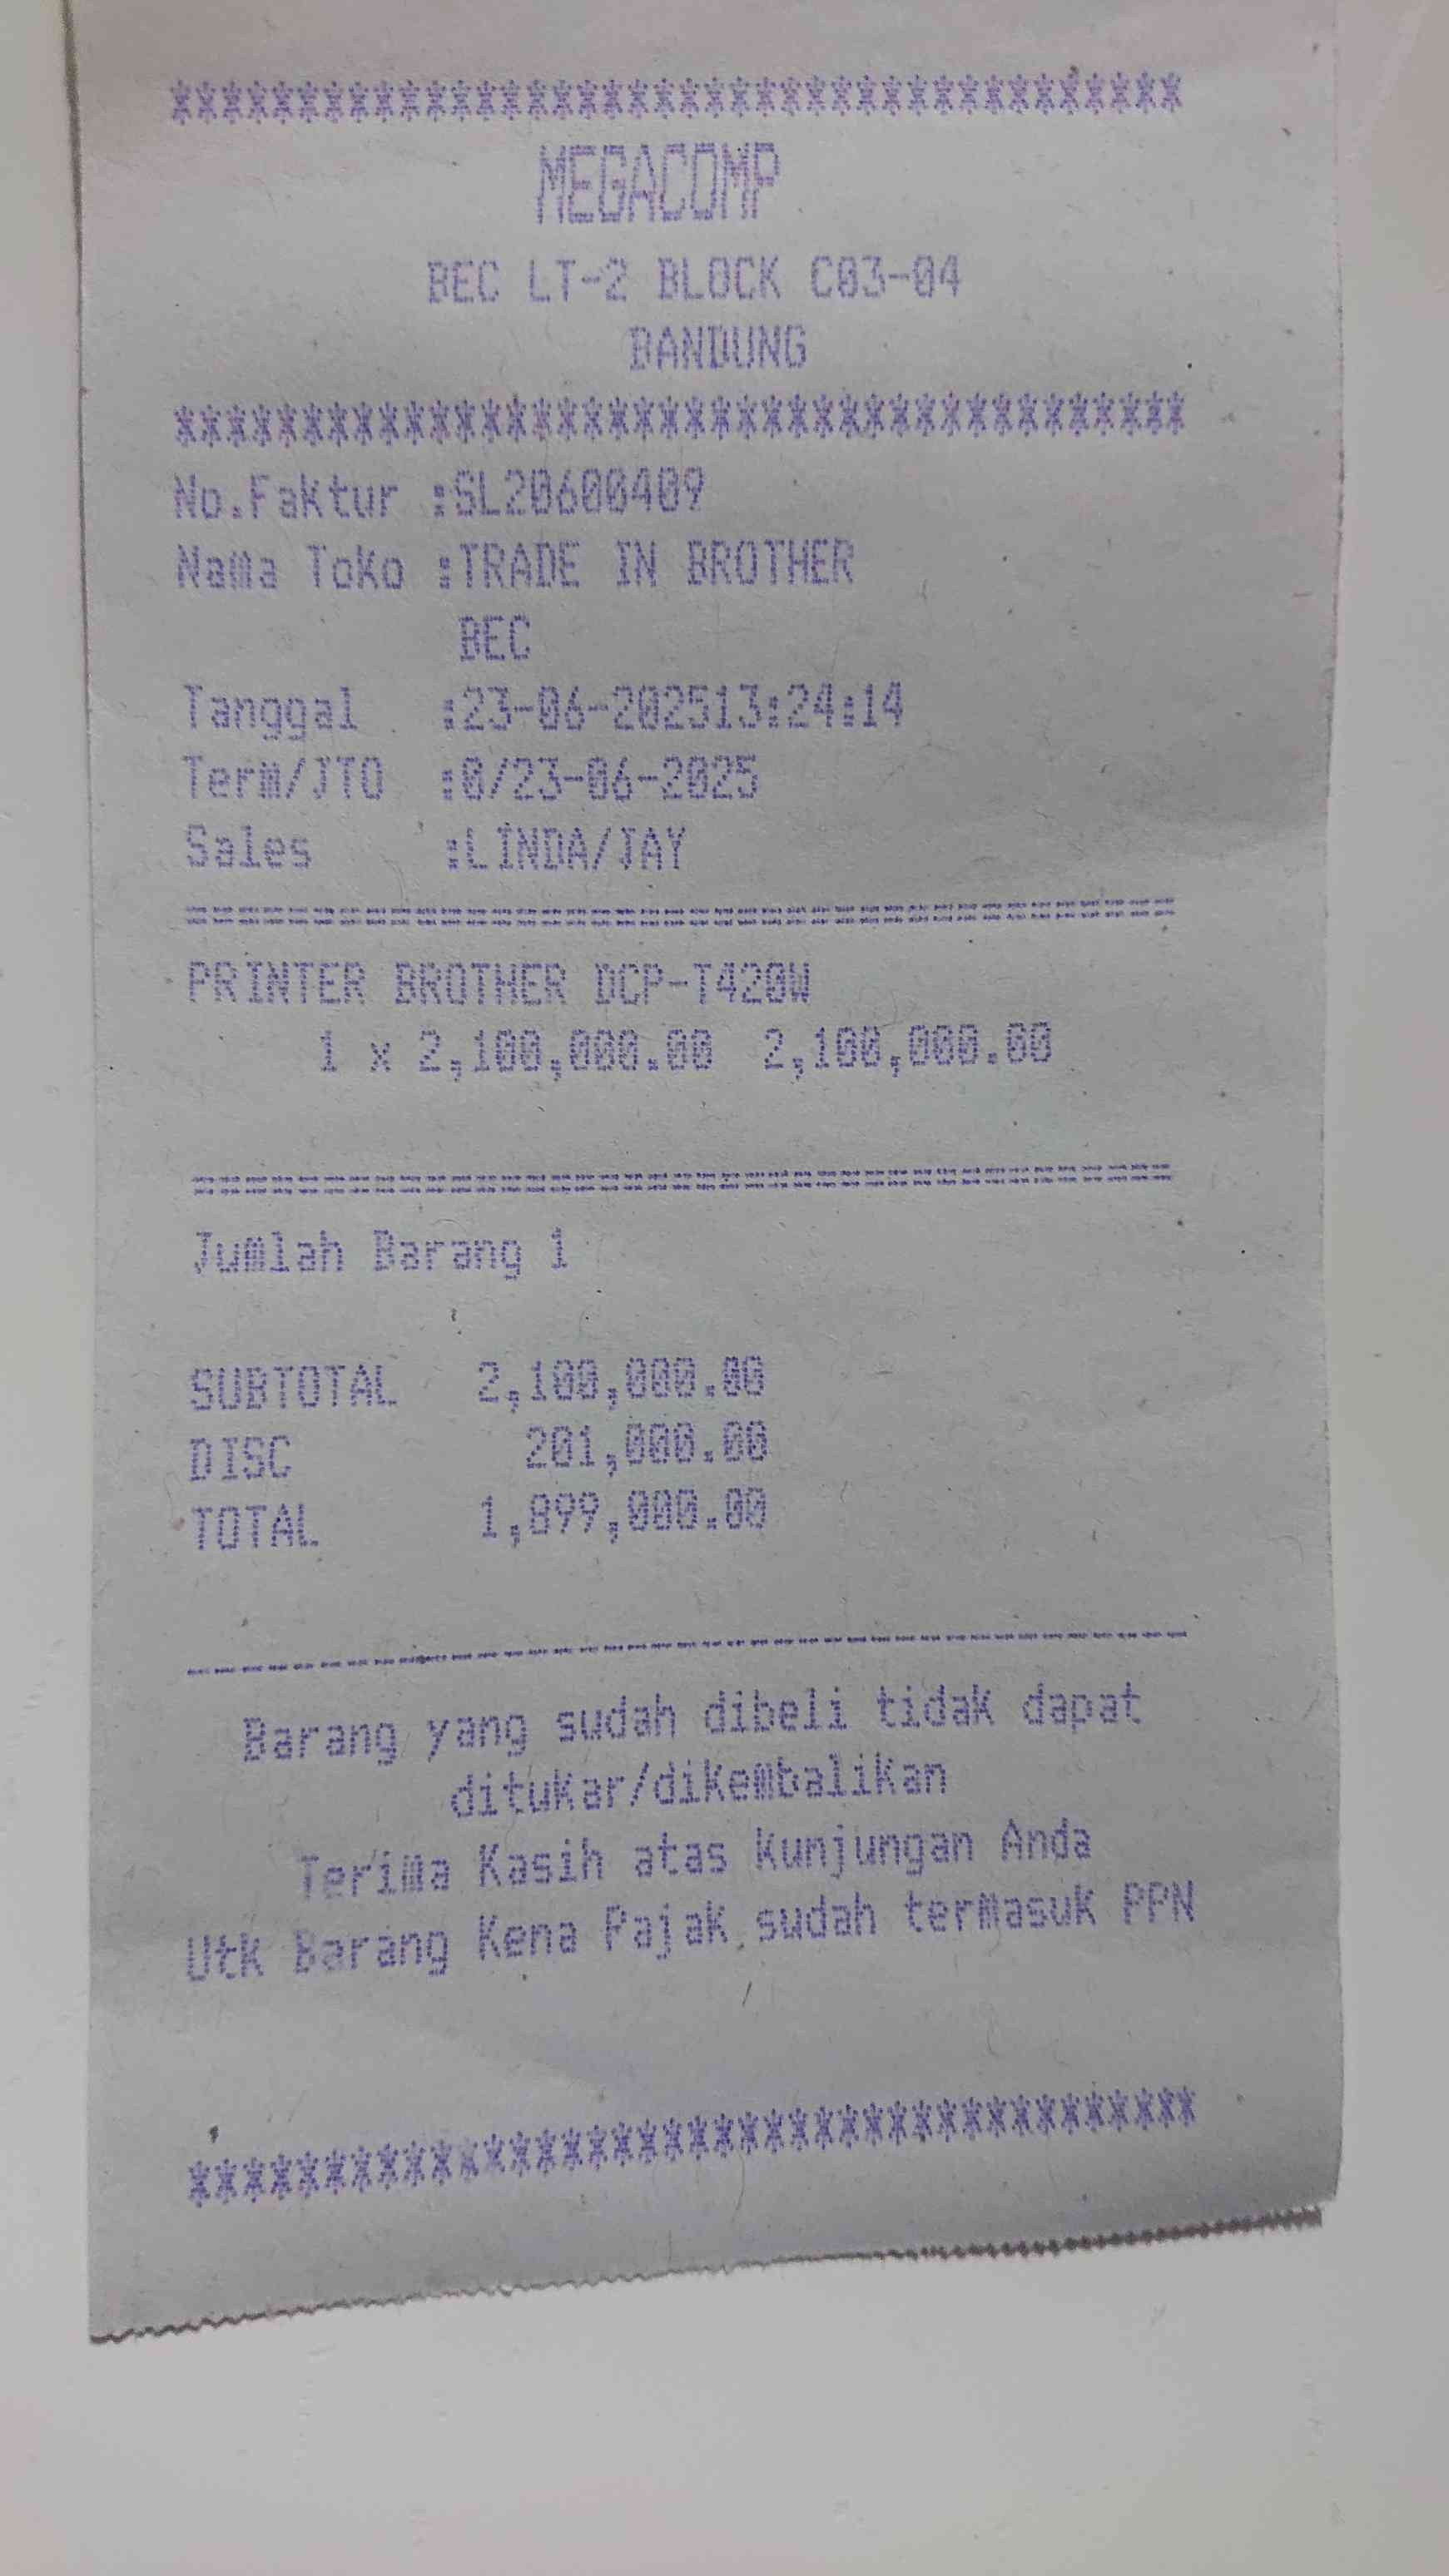 ****************************************
MEGACOMP
BEC LT-2 BLOCK C03-04
BANDUNG
****************************************
No.Faktur :SL20600409
Nama Toko :TRADE IN BROTHER
BEC
Tanggal :23-06-202513:24:14
Term/JTO :0/23-06-2025
Sales :LINDA/JAY
========================================
PRINTER BROTHER DCP-T420W
1 x 2,100,000.00 2,100,000.00
========================================
Jumlah Barang 1
SUBTOTAL 2,100,000.00
DISC 201,000.00
TOTAL 1,899,000.00
----------------------------------------
Barang yang sudah dibeli tidak dapat
ditukar/dikembalikan
Terima Kasih atas Kunjungan Anda
Utk Barang Kena Pajak sudah termasuk PPN
****************************************